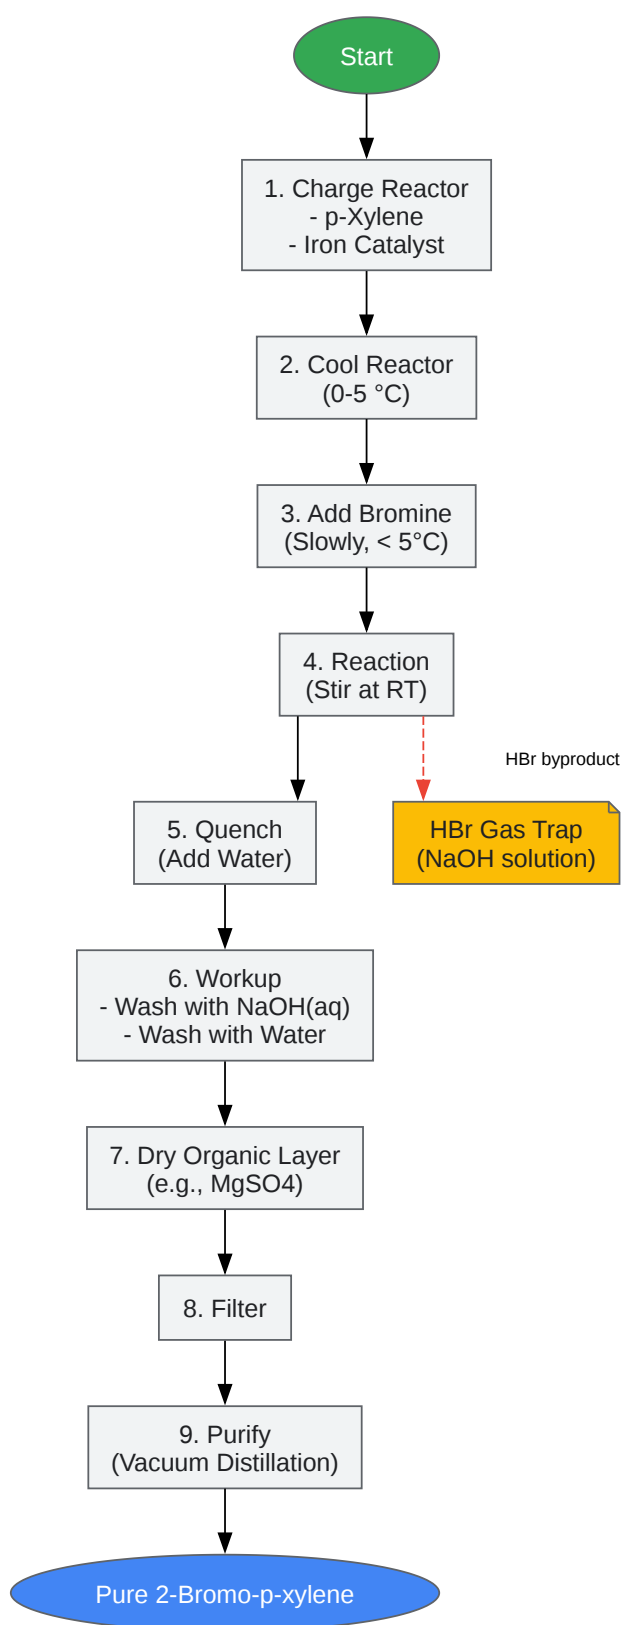 Start
1. Charge Reactor
- p-Xylene
- Iron Catalyst
2. Cool Reactor
(0-5 °C)
3. Add Bromine
(Slowly, < 5°C)
4. Reaction
(Stir at RT)
HBr byproduct
5. Quench
(Add Water)
HBr Gas Trap
(NaOH solution)
6. Workup
- Wash with NaOH(aq)
- Wash with Water
7. Dry Organic Layer
(e.g., MgSO4)
8. Filter
9. Purify
(Vacuum Distillation)
Pure 2-Bromo-p-xylene